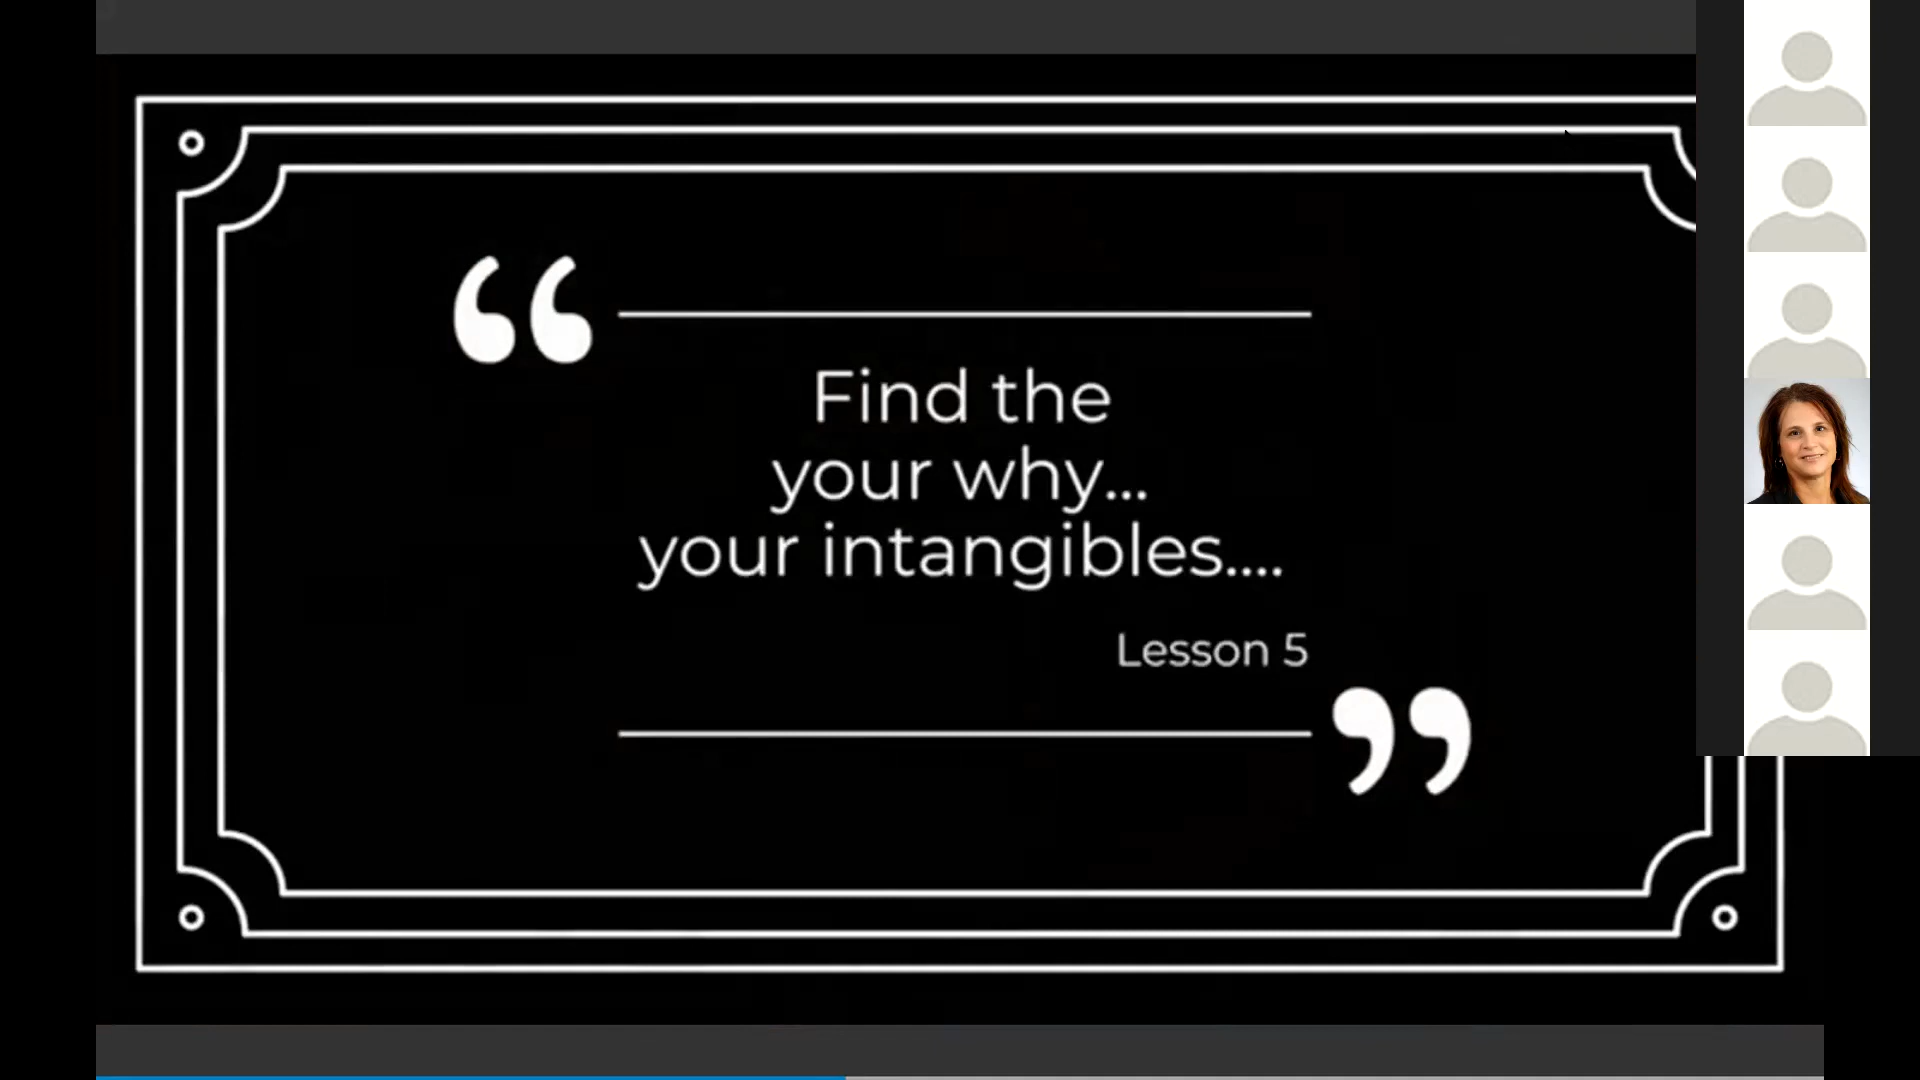 “
Find the
your why...
your intangibles....
Lesson 5
”